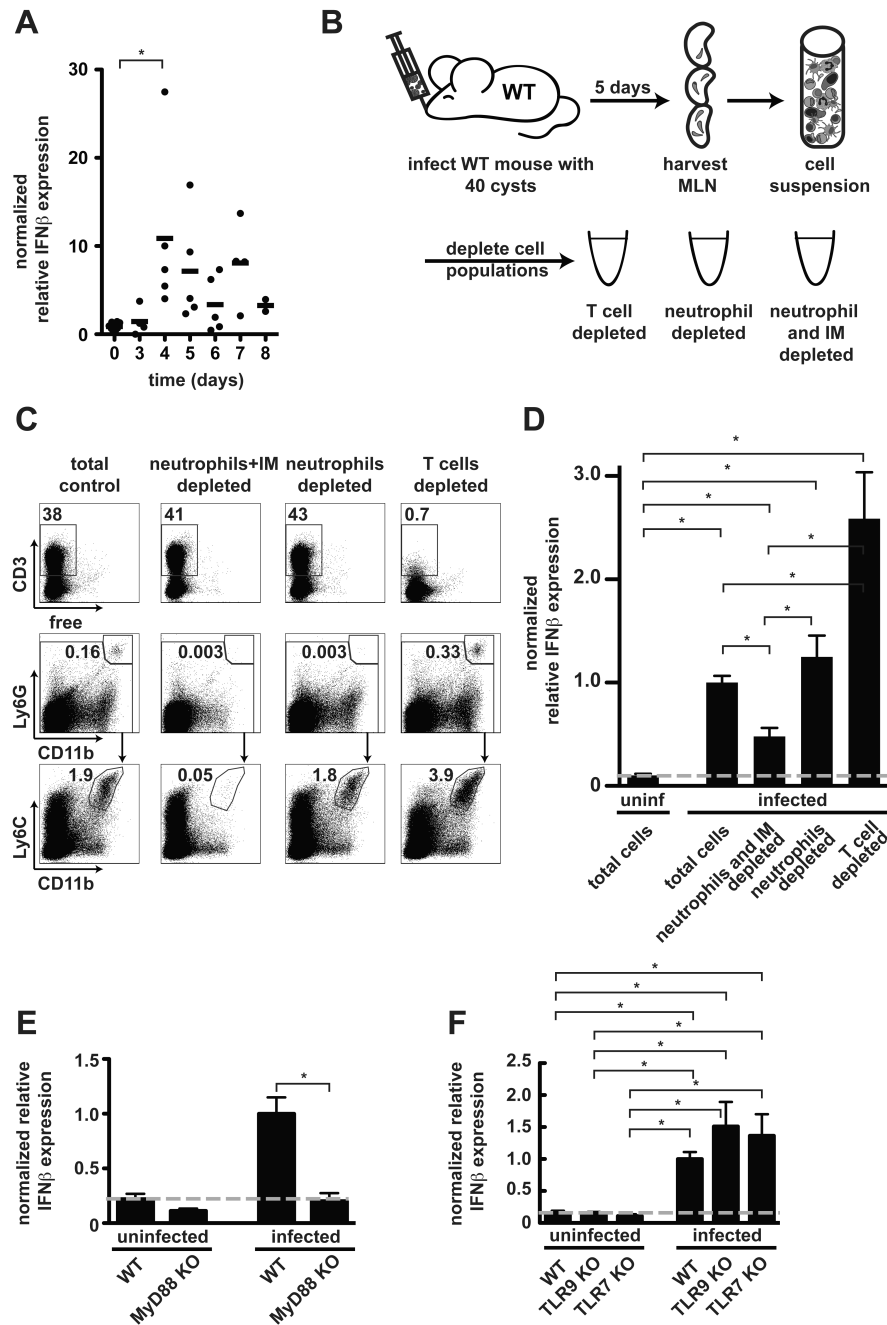 A
*
normalized
relative IFNβ expression
30
20
10
0
0 3 4 5 6 7 8
time (days)
B
WT
5 days
infect WT mouse with
40 cysts
harvest
MLN
cell
suspension
deplete cell
populations
T cell
depleted
neutrophil
depleted
neutrophil
and IM
depleted
C
total
control
neutrophils+IM
depleted
neutrophils
depleted
T cells
depleted
38 41 43 0.7
CD3
free
0.16 0.003 0.003 0.33
Ly6G
CD11b
1.9 0.05 1.8 3.9
Ly6C
CD11b
D
*
*
*
*
*
*
*
*
normalized
relative IFNβ expression
3.0
2.0
1.0
0
uninf infected
total cells
total cells
neutrophils and IM
depleted
neutrophils
depleted
T cell
depleted
E
normalized relative
IFNβ expression
1.5
1.0
0.5
0
*
uninfected infected
WT
MyD88 KO
WT
MyD88 KO
F
*
*
*
*
*
*
*
*
*
normalized relative
IFNβ expression
2.5
2.0
1.5
1.0
0.5
0
uninfected infected
WT
TLR9 KO
TLR7 KO
WT
TLR9 KO
TLR7 KO